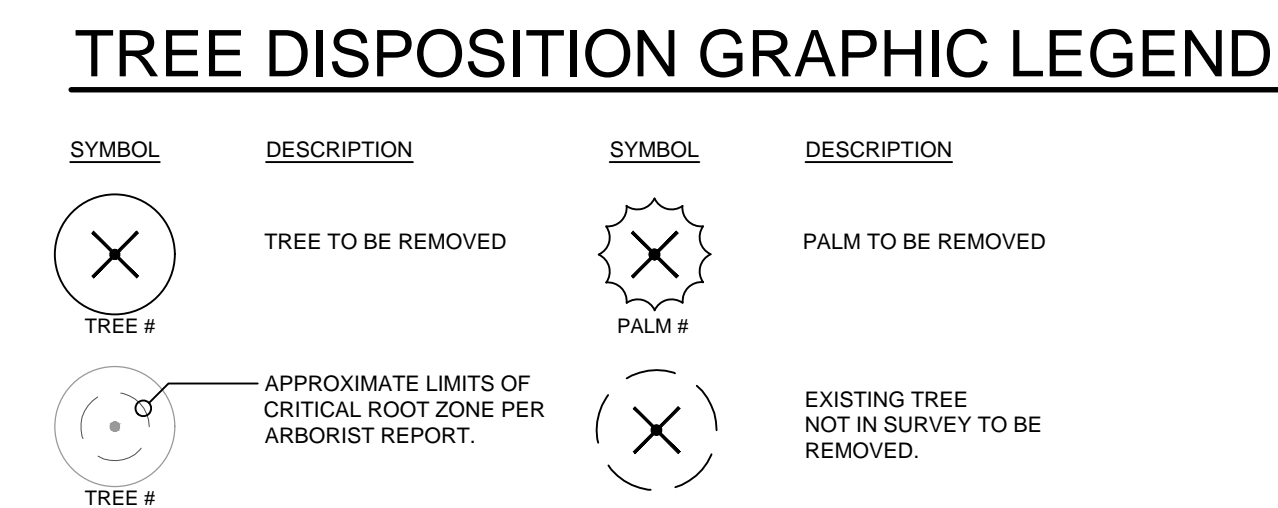 TREE DISPOSITION GRAPHIC LEGEND
SYMBOL
DESCRIPTION
SYMBOL
DESCRIPTION
TREE TO BE REMOVED
TREE #
PALM TO BE REMOVED
PALM #
APPROXIMATE LIMITS OF
CRITICAL ROOT ZONE PER
ARBORIST REPORT.
TREE #
EXISTING TREE
NOT IN SURVEY TO BE
REMOVED.